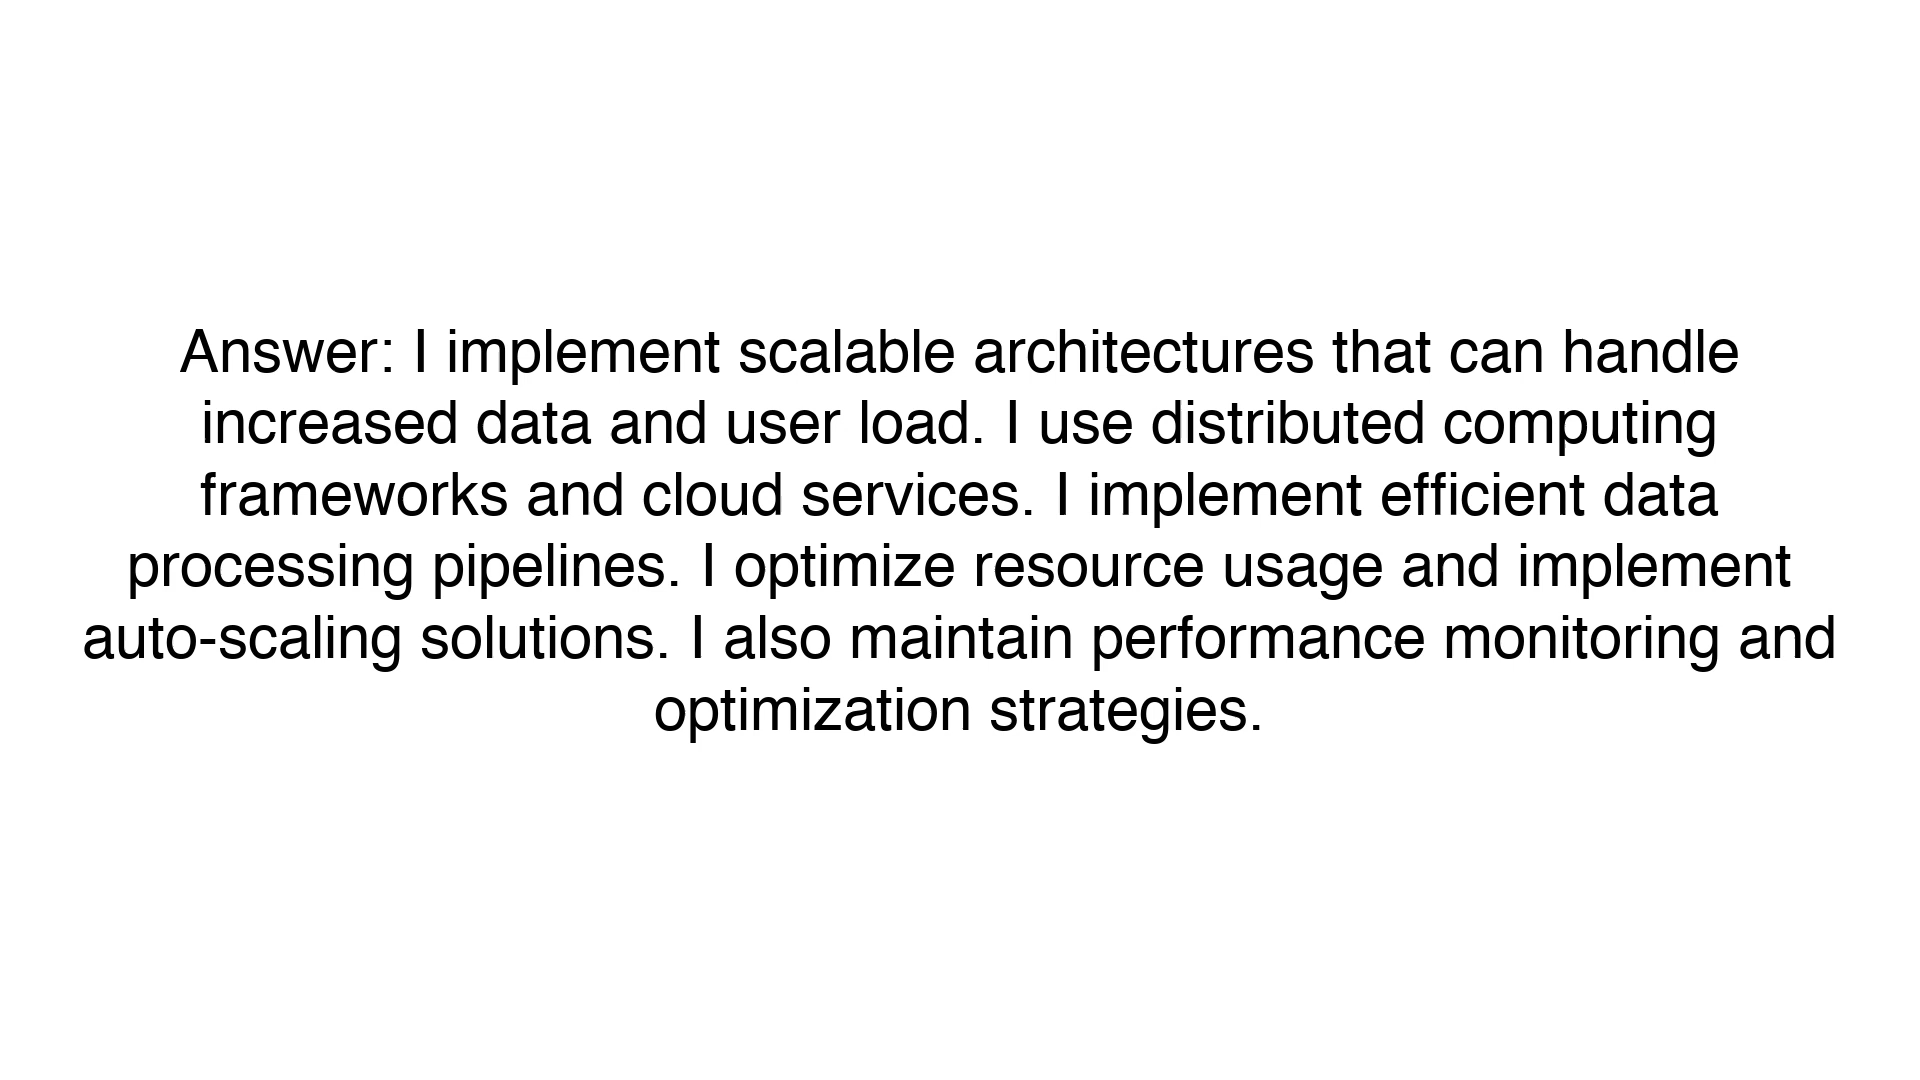 Answer: I implement scalable architectures that can handle
increased data and user load. I use distributed computing
frameworks and cloud services. I implement efficient data
processing pipelines. I optimize resource usage and implement
auto-scaling solutions. I also maintain performance monitoring and
optimization strategies.